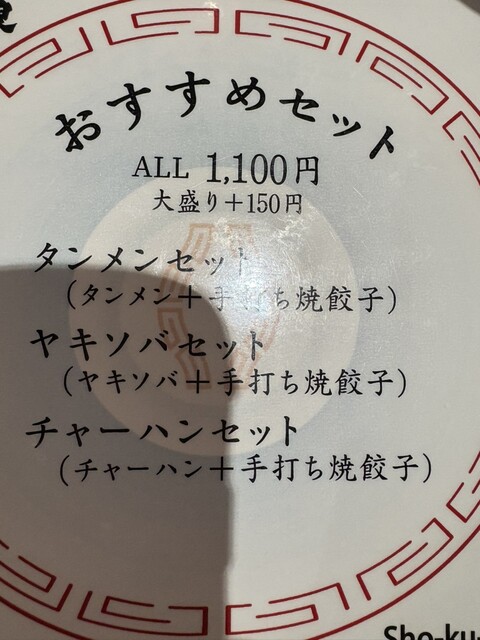 おすすめセット
ALL 1,100円
大盛り+150円
タンメンセット
(タンメン+手打ち焼餃子)
ヤキソバセット
(ヤキソバ+手打ち焼餃子)
チャーハンセット
(チャーハン+手打ち焼餃子)
Sho-ku